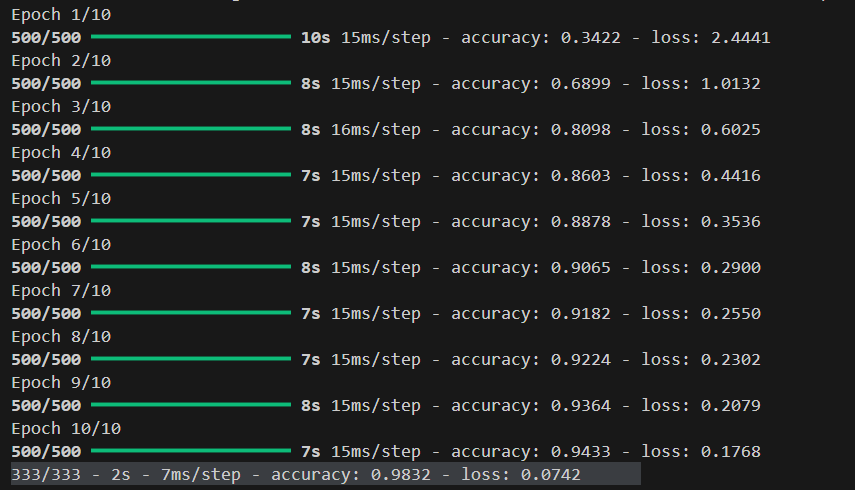 Epoch 1/10
500/500 10s 15ms/step - accuracy: 0.3422 - loss: 2.4441
Epoch 2/10
500/500 8s 15ms/step - accuracy: 0.6899 - loss: 1.0132
Epoch 3/10
500/500 8s 16ms/step - accuracy: 0.8098 - loss: 0.6025
Epoch 4/10
500/500 7s 15ms/step - accuracy: 0.8603 - loss: 0.4416
Epoch 5/10
500/500 7s 15ms/step - accuracy: 0.8878 - loss: 0.3536
Epoch 6/10
500/500 8s 15ms/step - accuracy: 0.9065 - loss: 0.2900
Epoch 7/10
500/500 7s 15ms/step - accuracy: 0.9182 - loss: 0.2550
Epoch 8/10
500/500 7s 15ms/step - accuracy: 0.9224 - loss: 0.2302
Epoch 9/10
500/500 8s 15ms/step - accuracy: 0.9364 - loss: 0.2079
Epoch 10/10
500/500 7s 15ms/step - accuracy: 0.9433 - loss: 0.1768
333/333 - 2s - 7ms/step - accuracy: 0.9832 - loss: 0.0742